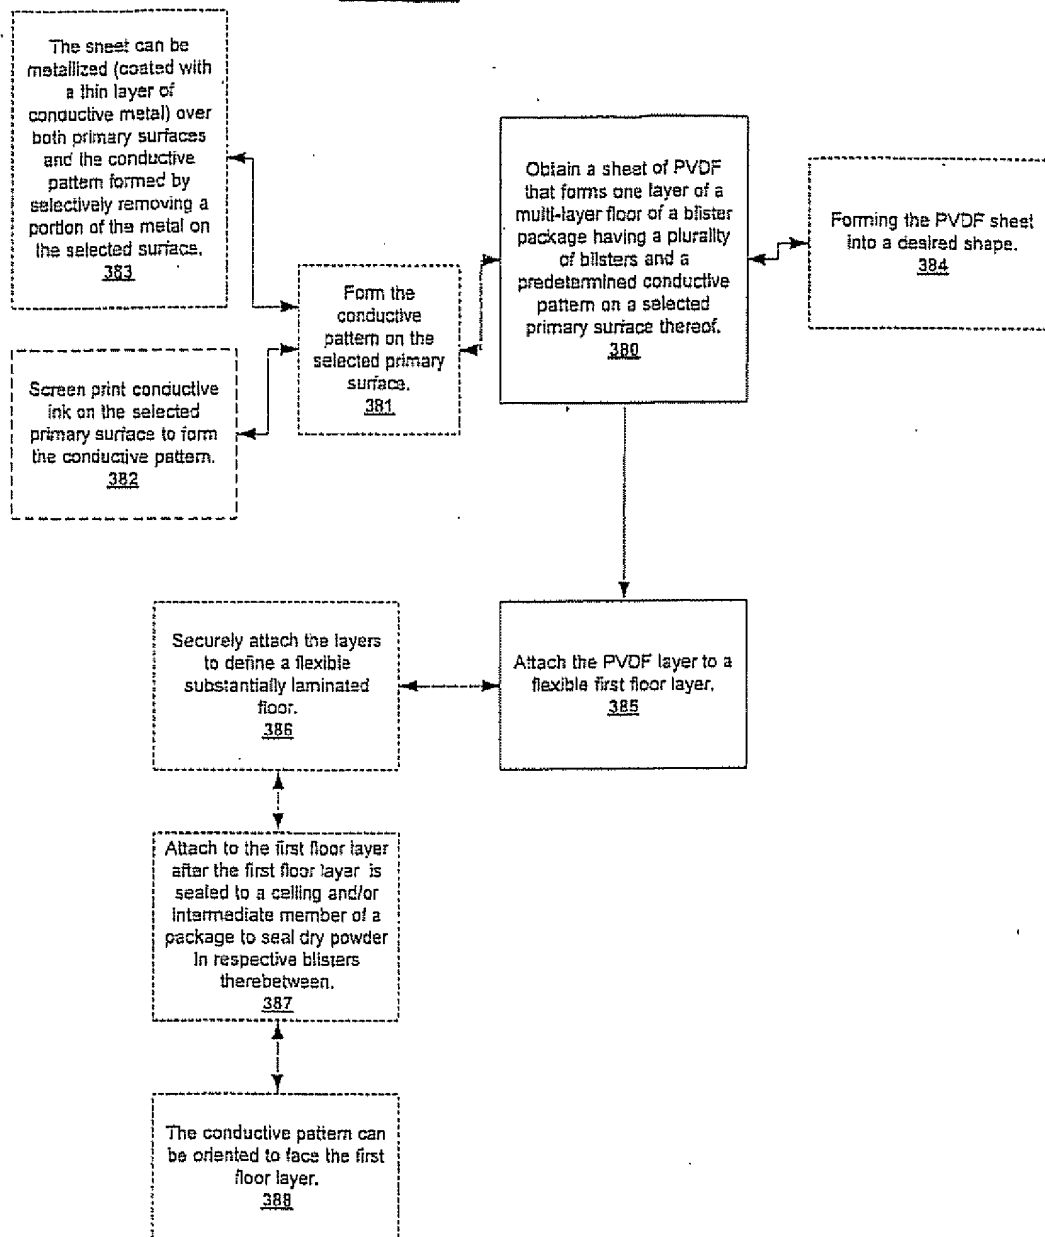 The sheet can be
metallized (coated with
a thin layer of
conductive metal) over
both primary surfaces
and the conductive
pattern formed by
selectively removing a
portion of the metal on
the selected surface.
383
Screen print conductive
ink on the selected
primary surface to form
the conductive pattern.
382
Form the
conductive
pattern on the
selected primary
surface.
381
Obtain a sheet of PVDF
that forms one layer of a
multi-layer floor of a blister
package having a plurality
of blisters and a
predetermined conductive
pattern on a selected
primary surface thereof.
380
Forming the PVDF sheet
into a desired shape.
384
Securely attach the layers
to define a flexible
substantially laminated
floor.
386
Attach the PVDF layer to a
flexible first floor layer.
385
Attach to the first floor layer
after the first floor layer is
sealed to a ceiling and/or
intermediate member of a
package to seal dry powder
in respective blisters
therebetween.
387
The conductive pattern can
be oriented to face the first
floor layer.
388